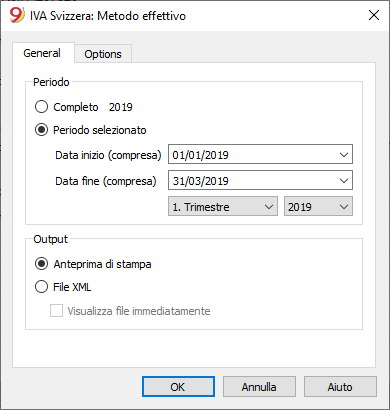 IVA Svizzera: Metodo effettivo
General Options
Periodo
Completo 2019
Periodo selezionato
Data inizio (compresa) 01/01/2019
Data fine (compresa) 31/03/2019
1. Trimestre 2019
Output
Anteprima di stampa
File XML
Visualizza file immediatamente
OK Annulla Aiuto